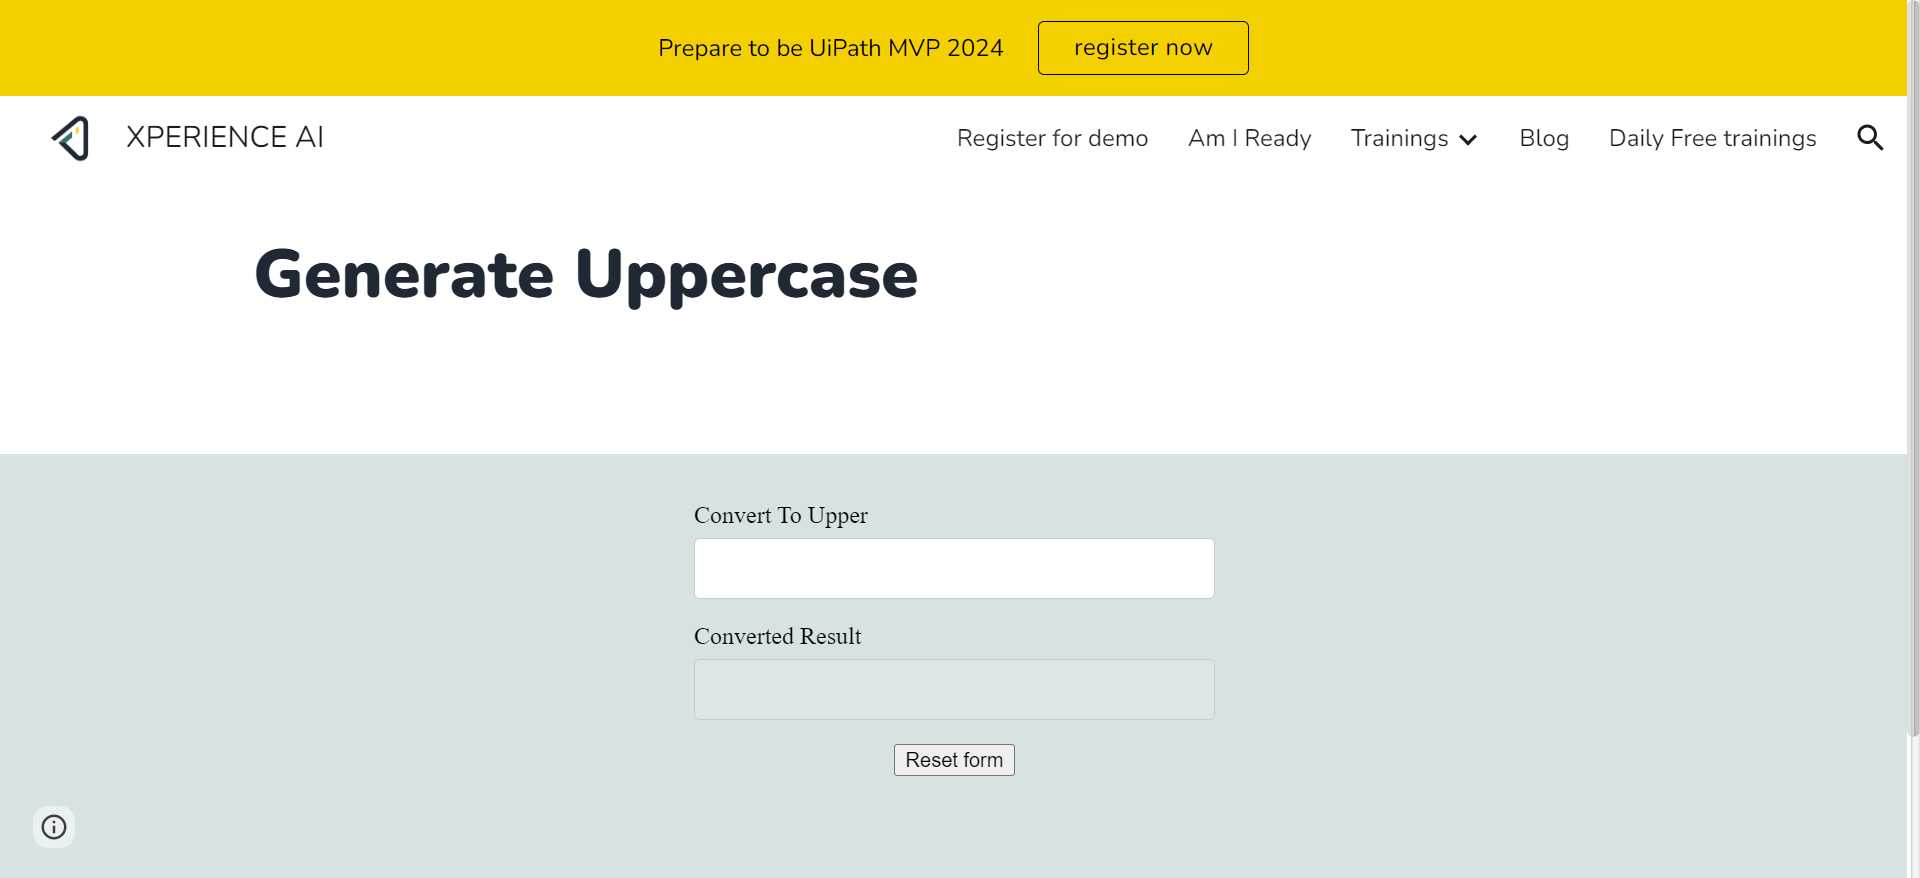 Prepare to be UiPath MVP 2024
register now
XPERIENCE AI
Register for demo
Am I Ready
Trainings
Blog
Daily Free trainings
Generate Uppercase
Convert To Upper
Converted Result
Reset form